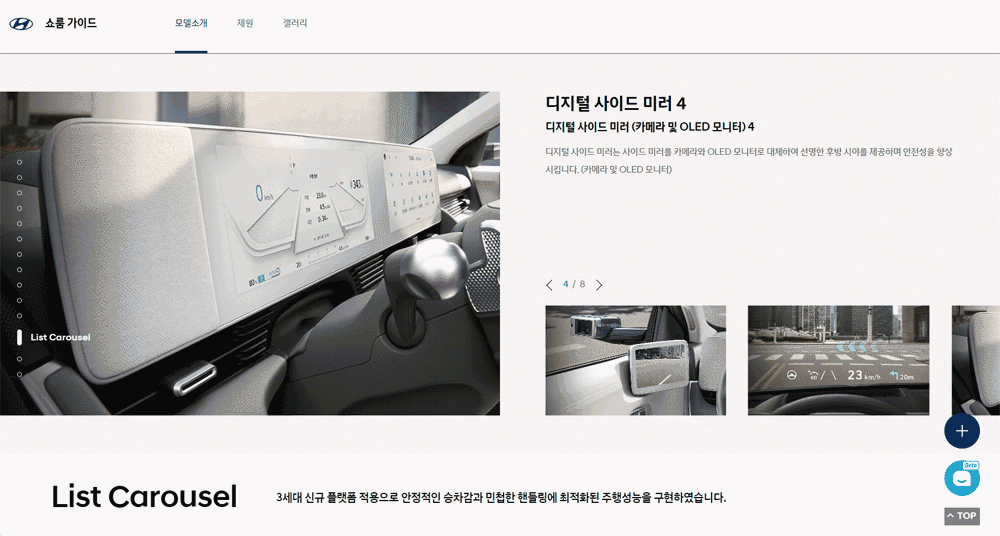 쇼룸 가이드
모델소개
제원
갤러리
디지털 사이드 미러 4
디지털 사이드 미러 (카메라 및 OLED 모니터) 4
디지털 사이드 미러는 사이드 미러를 카메라와 OLED 모니터로 대체하여 선명한 후방 시야를 제공하며 안전성을 향상
시킵니다. (카메라 및 OLED 모니터)
0 km/h
P
343
80
List Carousel
4 / 8
60
23 km/h
20m
Beta
TOP
List Carousel
3세대 신규 플랫폼 적용으로 안정적인 승차감과 민첩한 핸들링에 최적화된 주행성능을 구현하였습니다.